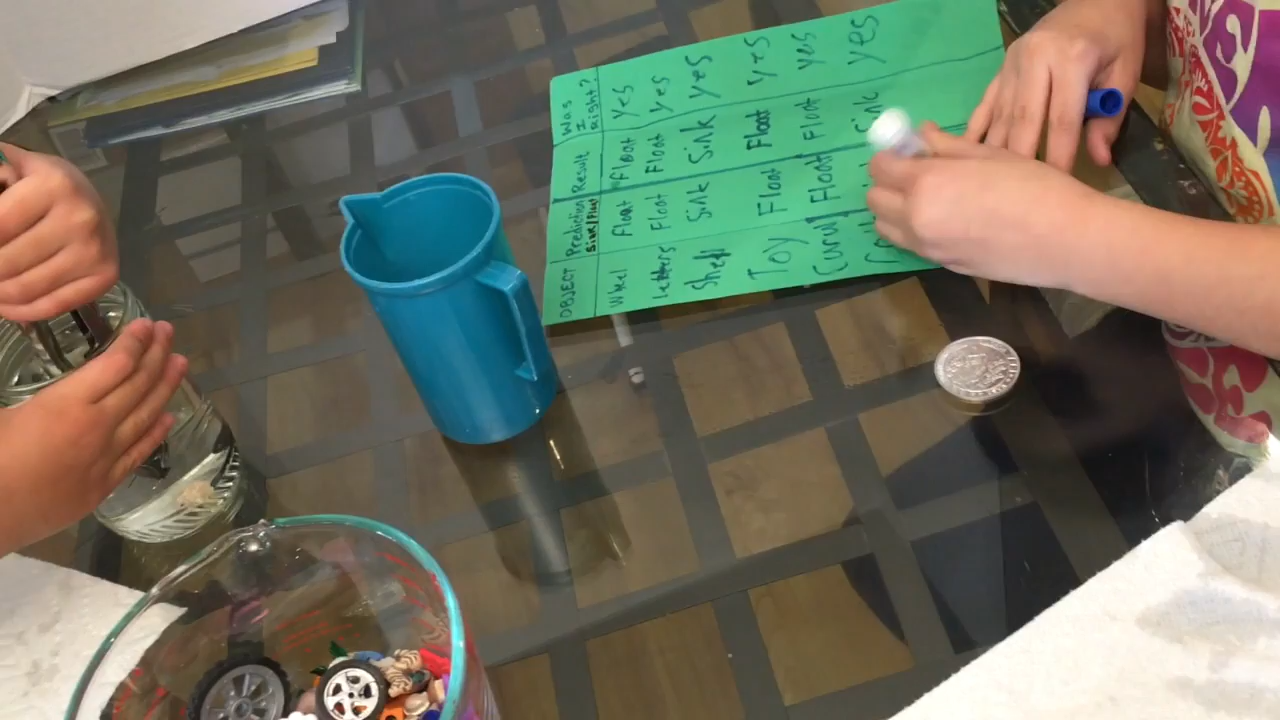 OBJECT Prediction Sink/Float Result Was I Right?
Wheel Float Float yes
Letters Float Float yes
Shell Sink Sink yes
Toy Float Float yes
Float Float yes
Sink yes